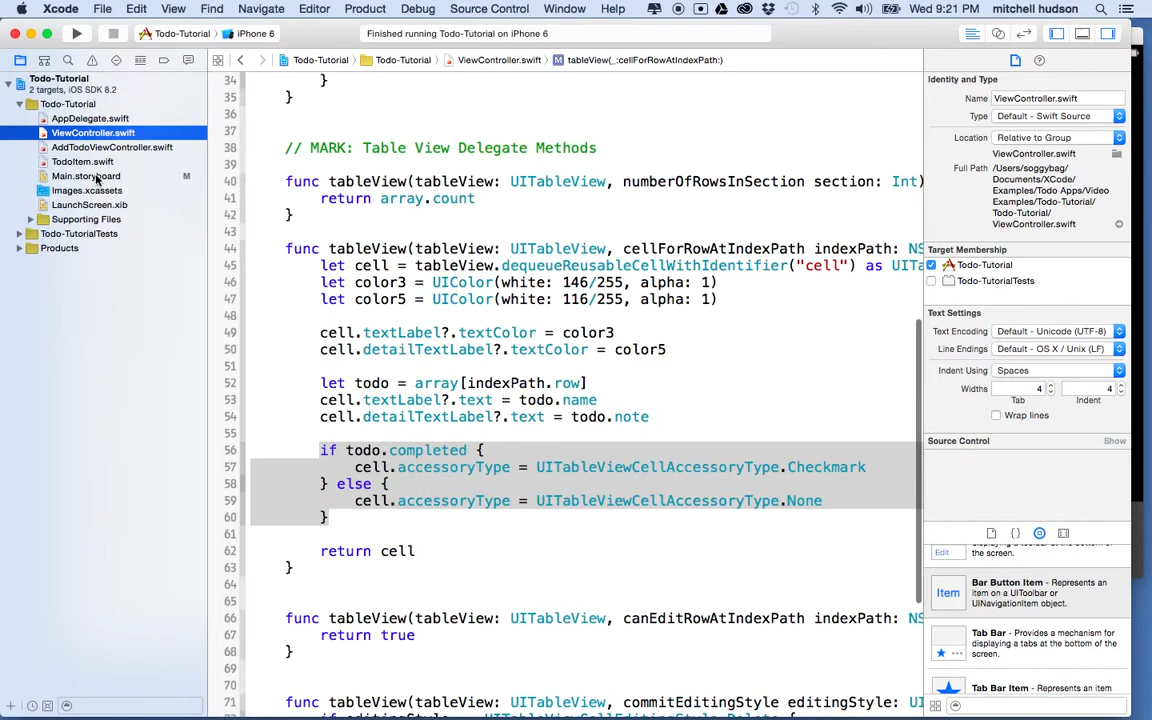 Xcode File Edit View Find Navigate Editor Product Debug Source Control Window Help Wed 9:21 PM mitchell hudson
Todo-Tutorial iPhone 6 Finished running Todo-Tutorial on iPhone 6
Todo-Tutorial Todo-Tutorial ViewController.swift M tableView(_:cellForRowAtIndexPath:)
Todo-Tutorial
2 targets, iOS SDK 8.2
Todo-Tutorial
AppDelegate.swift
ViewController.swift
AddTodoViewController.swift
TodoItem.swift
Main.storyboard M
Images.xcassets
LaunchScreen.xib
Supporting Files
Todo-TutorialTests
Products
34 }
35 }
36
37
38 // MARK: Table View Delegate Methods
39
40 func tableView(tableView: UITableView, numberOfRowsInSection section: Int)
41 return array.count
42 }
43
44 func tableView(tableView: UITableView, cellForRowAtIndexPath indexPath: NS
45 let cell = tableView.dequeueReusableCellWithIdentifier("cell") as UITa
46 let color3 = UIColor(white: 146/255, alpha: 1)
47 let color5 = UIColor(white: 116/255, alpha: 1)
48
49 cell.textLabel?.textColor = color3
50 cell.detailTextLabel?.textColor = color5
51
52 let todo = array[indexPath.row]
53 cell.textLabel?.text = todo.name
54 cell.detailTextLabel?.text = todo.note
55
56 if todo.completed {
57 cell.accessoryType = UITableViewCellAccessoryType.Checkmark
58 } else {
59 cell.accessoryType = UITableViewCellAccessoryType.None
60 }
61
62 return cell
63 }
64
65
66 func tableView(tableView: UITableView, canEditRowAtIndexPath indexPath: NS
67 return true
68 }
69
70
71 func tableView(tableView: UITableView, commitEditingStyle editingStyle: UI
Identity and Type
Name ViewController.swift
Type Default - Swift Source
Location Relative to Group
ViewController.swift
Full Path /Users/soggybag/
Documents/XCode/
Examples/Todo Apps/Video
Examples/Todo-Tutorial/
Todo-Tutorial/
ViewController.swift
Target Membership
Todo-Tutorial
Todo-TutorialTests
Text Settings
Text Encoding Default - Unicode (UTF-8)
Line Endings Default - OS X / Unix (LF)
Indent Using Spaces
Widths 4 4
Tab Indent
Wrap lines
Source Control Show
Edit
displaying a toolbar at the bottom of
the screen.
Item
Bar Button Item - Represents an
item on a UIToolbar or
UINavigationItem object.
Tab Bar - Provides a mechanism for
displaying a tabs at the bottom of the
screen.
Tab Bar Item - Represents an item